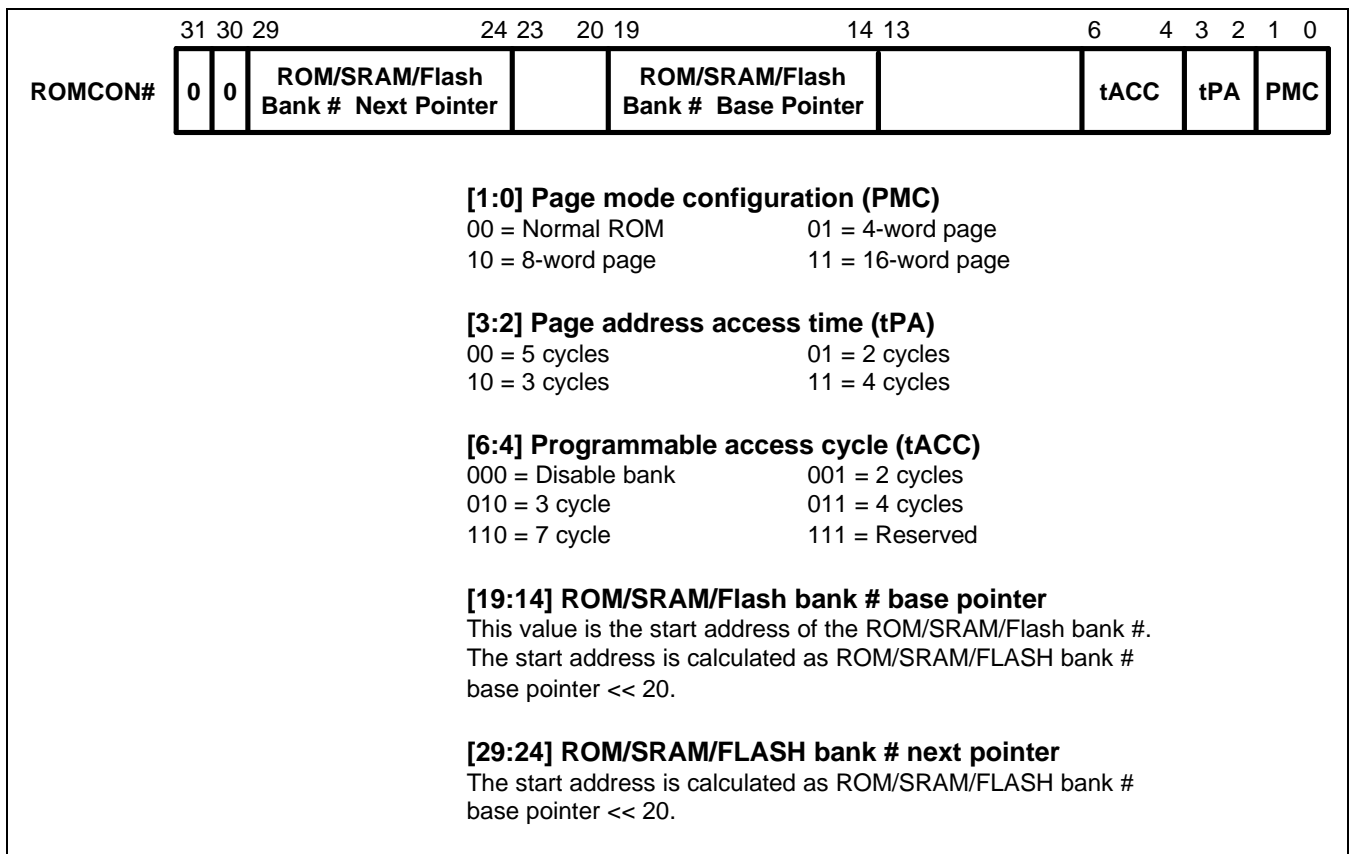 31 30 29 24 23 20 19 14 13 6 4 3 2 1 0
ROMCON# 0 0 ROM/SRAM/Flash Bank # Next Pointer ROM/SRAM/Flash Bank # Base Pointer tACC tPA PMC
[1:0] Page mode configuration (PMC)
00 = Normal ROM 01 = 4-word page
10 = 8-word page 11 = 16-word page
[3:2] Page address access time (tPA)
00 = 5 cycles 01 = 2 cycles
10 = 3 cycles 11 = 4 cycles
[6:4] Programmable access cycle (tACC)
000 = Disable bank 001 = 2 cycles
010 = 3 cycle 011 = 4 cycles
110 = 7 cycle 111 = Reserved
[19:14] ROM/SRAM/Flash bank # base pointer
This value is the start address of the ROM/SRAM/Flash bank #.
The start address is calculated as ROM/SRAM/FLASH bank #
base pointer << 20.
[29:24] ROM/SRAM/FLASH bank # next pointer
The start address is calculated as ROM/SRAM/FLASH bank #
base pointer << 20.